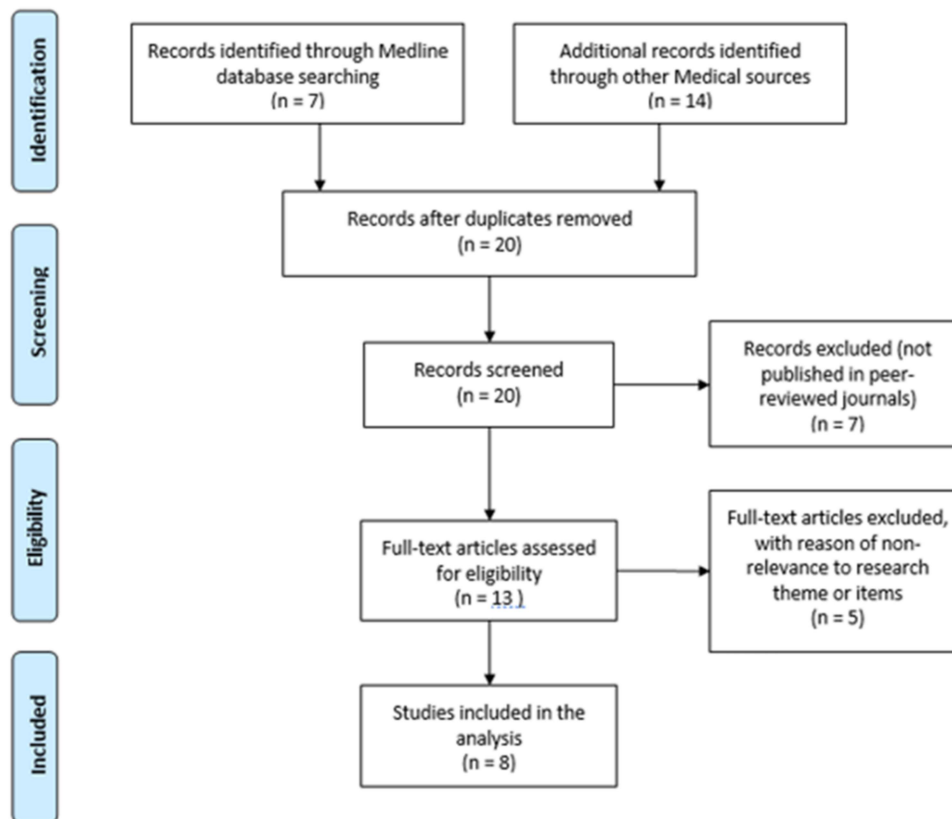 Identification
Records identified through Medline
database searching
(n = 7)
Additional records identified
through other Medical sources
(n = 14)
Records after duplicates removed
(n = 20)
Screening
Records screened
(n = 20)
Records excluded (not
published in peer-
reviewed journals)
(n = 7)
Eligibility
Full-text articles assessed
for eligibility
(n = 13 )
Full-text articles excluded,
with reason of non-
relevance to research
theme or items
(n = 5)
Included
Studies included in the
analysis
(n = 8)